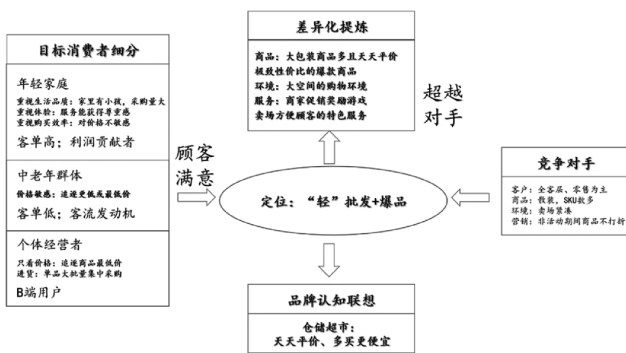 目标消费者细分
年轻家庭
重视生活品质：家里有小孩，采购量大
重视体验：服务能获得尊重感
重视购买效率：对价格不敏感
客单高；利润贡献者
中老年群体
价格敏感：追逐更低或最低价
客单低；客流发动机
个体经营者
只看价格：追逐商品最低价
进货：单品大批量集中采购
B端用户
顾客
满意
差异化提炼
商品：大包装商品多且天天平价
极致性价比的爆款商品
环境：大空间的购物环境
服务：商家促销奖励游戏
卖场方便顾客的特色服务
超越
对手
定位：“轻”批发+爆品
竞争对手
客户：全客层、零售为主
商品：散装，SKU数多
环境：卖场紧凑
营销：非活动期间商品不打折
品牌认知联想
仓储超市：
天天平价、多买更便宜